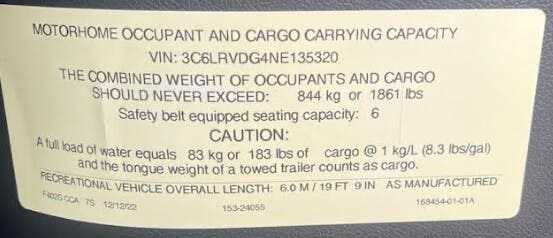 MOTORHOME OCCUPANT AND CARGO CARRYING CAPACITY
VIN: 3C6LRVDG4NE135320
THE COMBINED WEIGHT OF OCCUPANTS AND CARGO
SHOULD NEVER EXCEED: 844 kg or 1861 lbs
Safety belt equipped seating capacity: 6
CAUTION:
A full load of water equals 83 kg or 183 lbs of cargo @ 1 kg/L (8.3 lbs/gal)
and the tongue weight of a towed trailer counts as cargo.
RECREATIONAL VEHICLE OVERALL LENGTH: 6.0 M / 19 FT 9 IN AS MANUFACTURED
F402S CCA 7S 12/12/22 153-24055 168454-01-01A